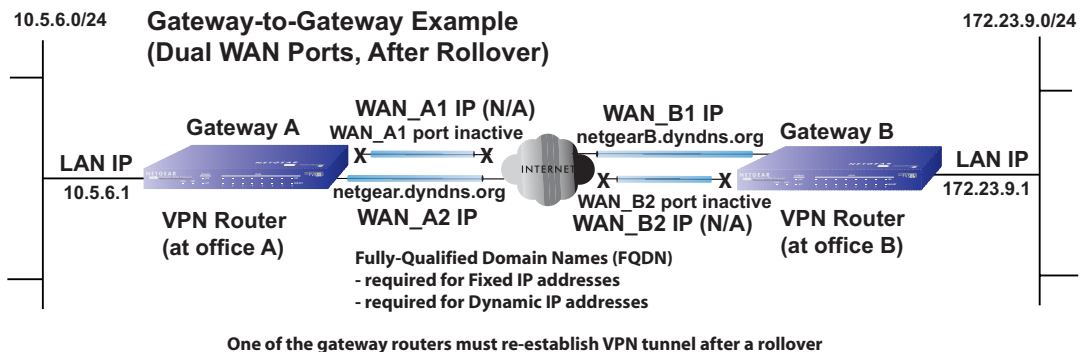 10.5.6.0/24
Gateway-to-Gateway Example
(Dual WAN Ports, After Rollover)
172.23.9.0/24
WAN_A1 IP (N/A)
WAN_A1 port inactive
X X
Gateway A
LAN IP
10.5.6.1
NETGEAR
NETGEAR
netgear.dyndns.org
WAN_A2 IP
VPN Router
(at office A)
INTERNET
WAN_B1 IP
netgearB.dyndns.org
Gateway B
X X
WAN_B2 port inactive
WAN_B2 IP (N/A)
NETGEAR
NETGEAR
LAN IP
172.23.9.1
VPN Router
(at office B)
Fully-Qualified Domain Names (FQDN)
- required for Fixed IP addresses
- required for Dynamic IP addresses
One of the gateway routers must re-establish VPN tunnel after a rollover